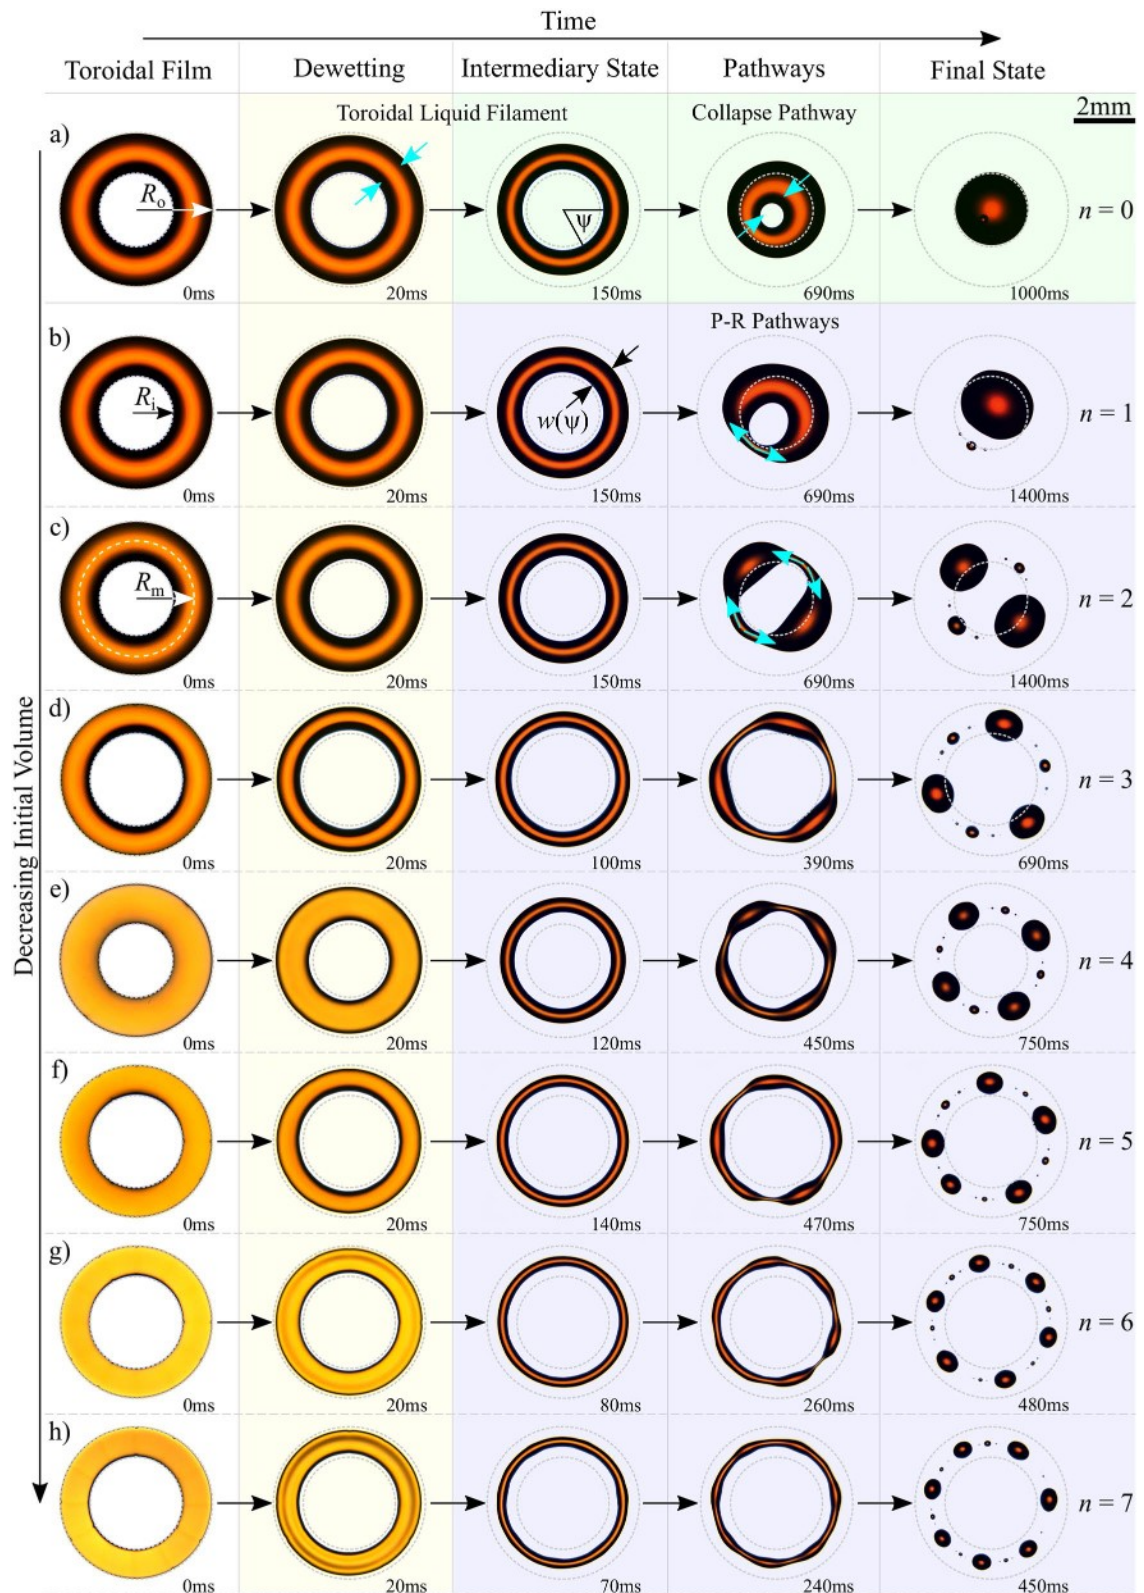 Time
Toroidal Film Dewetting Intermediary State Pathways Final State
Toroidal Liquid Filament Collapse Pathway 2mm
Decreasing Initial Volume
a) Rₒ ψ n = 0
0ms 20ms 150ms 690ms 1000ms
P-R Pathways
b) Rᵢ w(ψ) n = 1
0ms 20ms 150ms 690ms 1400ms
c) Rₘ n = 2
0ms 20ms 150ms 690ms 1400ms
d) n = 3
0ms 20ms 100ms 390ms 690ms
e) n = 4
0ms 20ms 120ms 450ms 750ms
f) n = 5
0ms 20ms 140ms 470ms 750ms
g) n = 6
0ms 20ms 80ms 260ms 480ms
h) n = 7
0ms 20ms 70ms 240ms 450ms